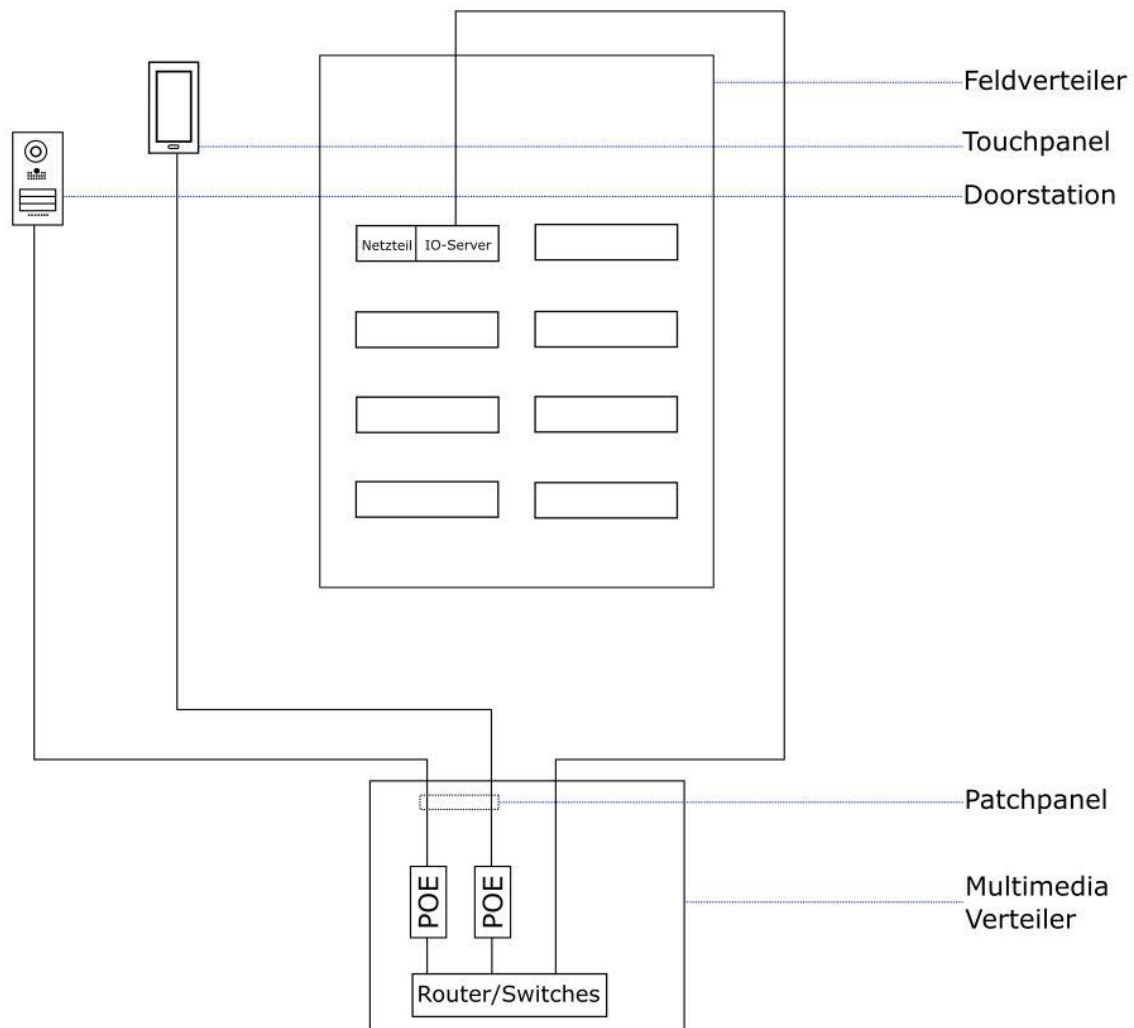 Feldverteiler
Touchpanel
Doorstation
Netzteil
IO-Server
Patchpanel
Multimedia
Verteiler
POE
POE
Router/Switches